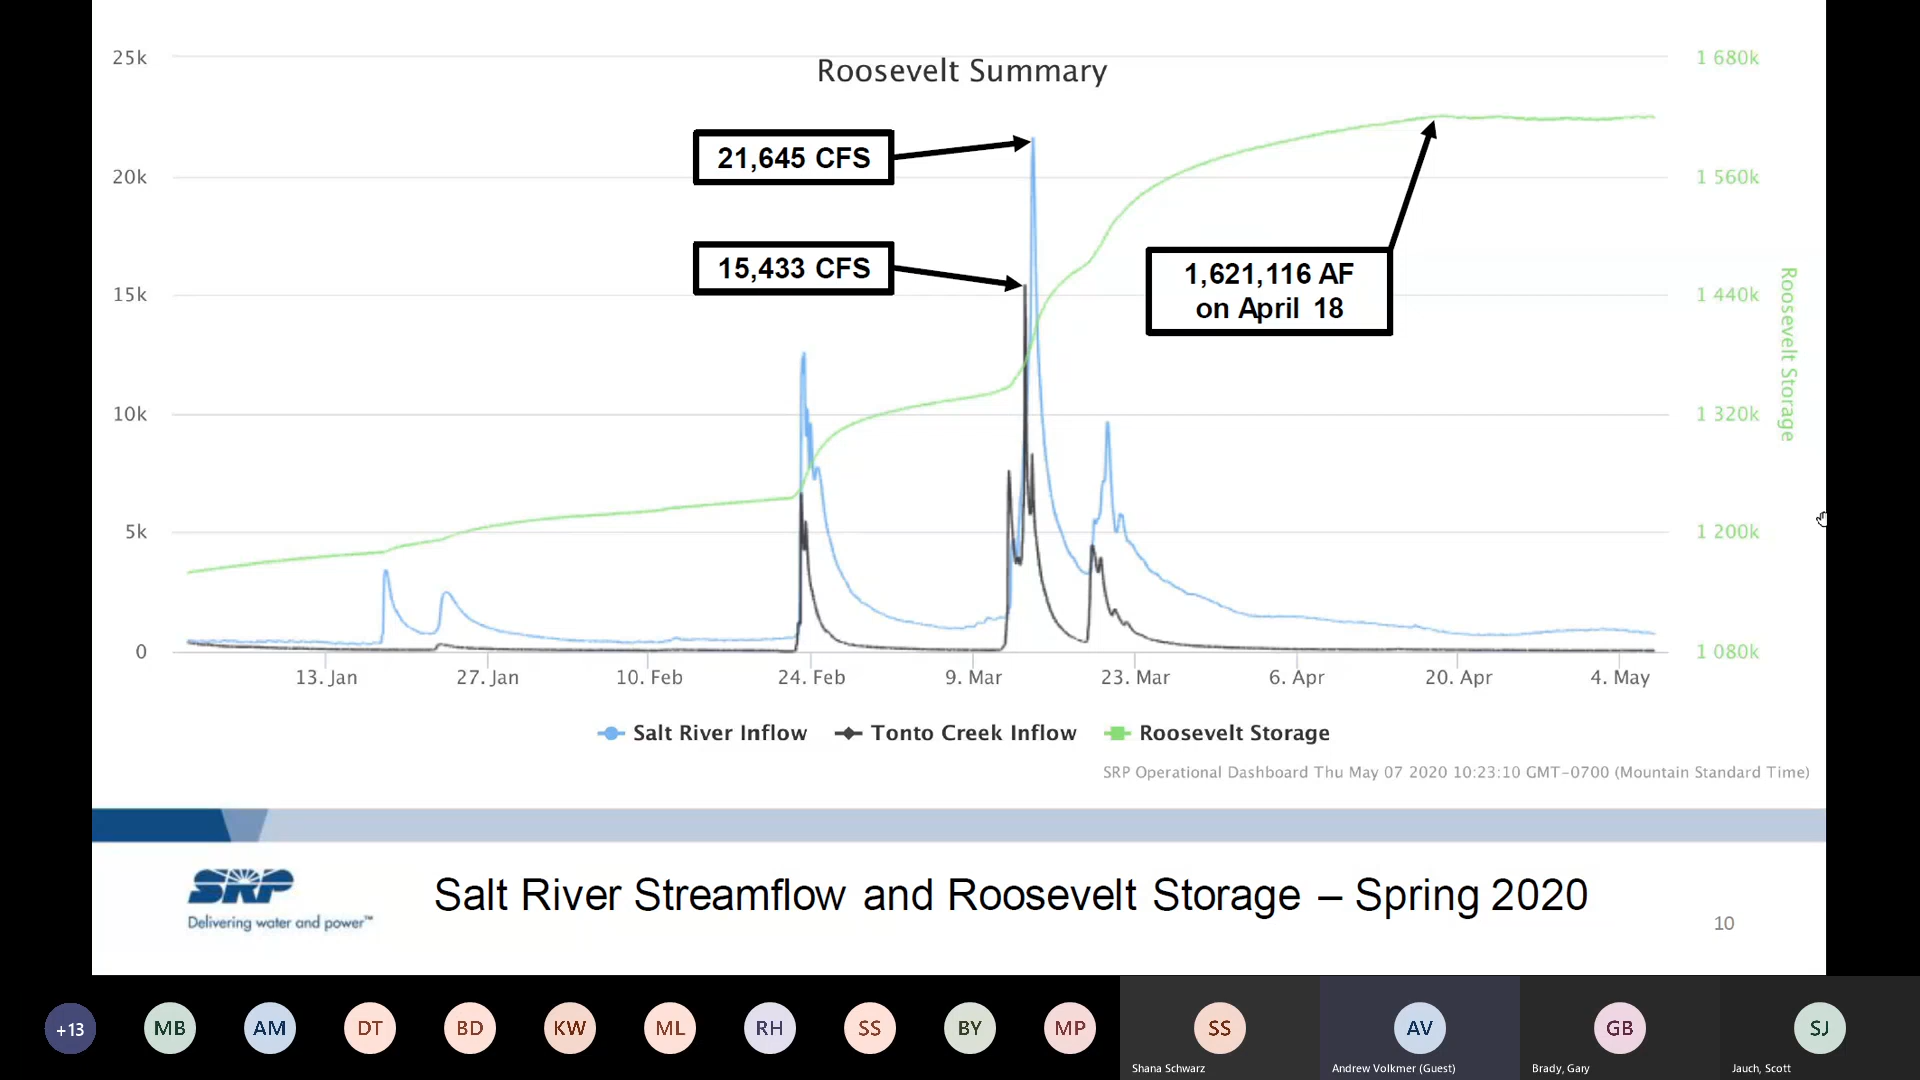 Roosevelt Summary
25k
20k
15k
10k
5k
0
1 680k
1 560k
1 440k
1 320k
1 200k
1 080k
Roosevelt Storage
21,645 CFS
15,433 CFS
1,621,116 AF
on April 18
13. Jan 27. Jan 10. Feb 24. Feb 9. Mar 23. Mar 6. Apr 20. Apr 4. May
Salt River Inflow Tonto Creek Inflow Roosevelt Storage
SRP Operational Dashboard Thu May 07 2020 10:23:10 GMT-0700 (Mountain Standard Time)
SRP
Delivering water and power™
Salt River Streamflow and Roosevelt Storage – Spring 2020
10
+13 MB AM DT BD KW ML RH SS BY MP SS AV GB SJ
Shana Schwarz Andrew Volkmer (Guest) Brady, Gary Jauch, Scott